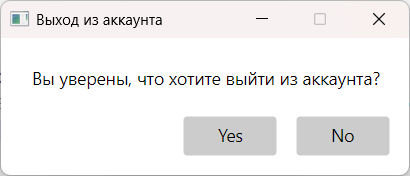 Выход из аккаунта
Вы уверены, что хотите выйти из аккаунта?
Yes No